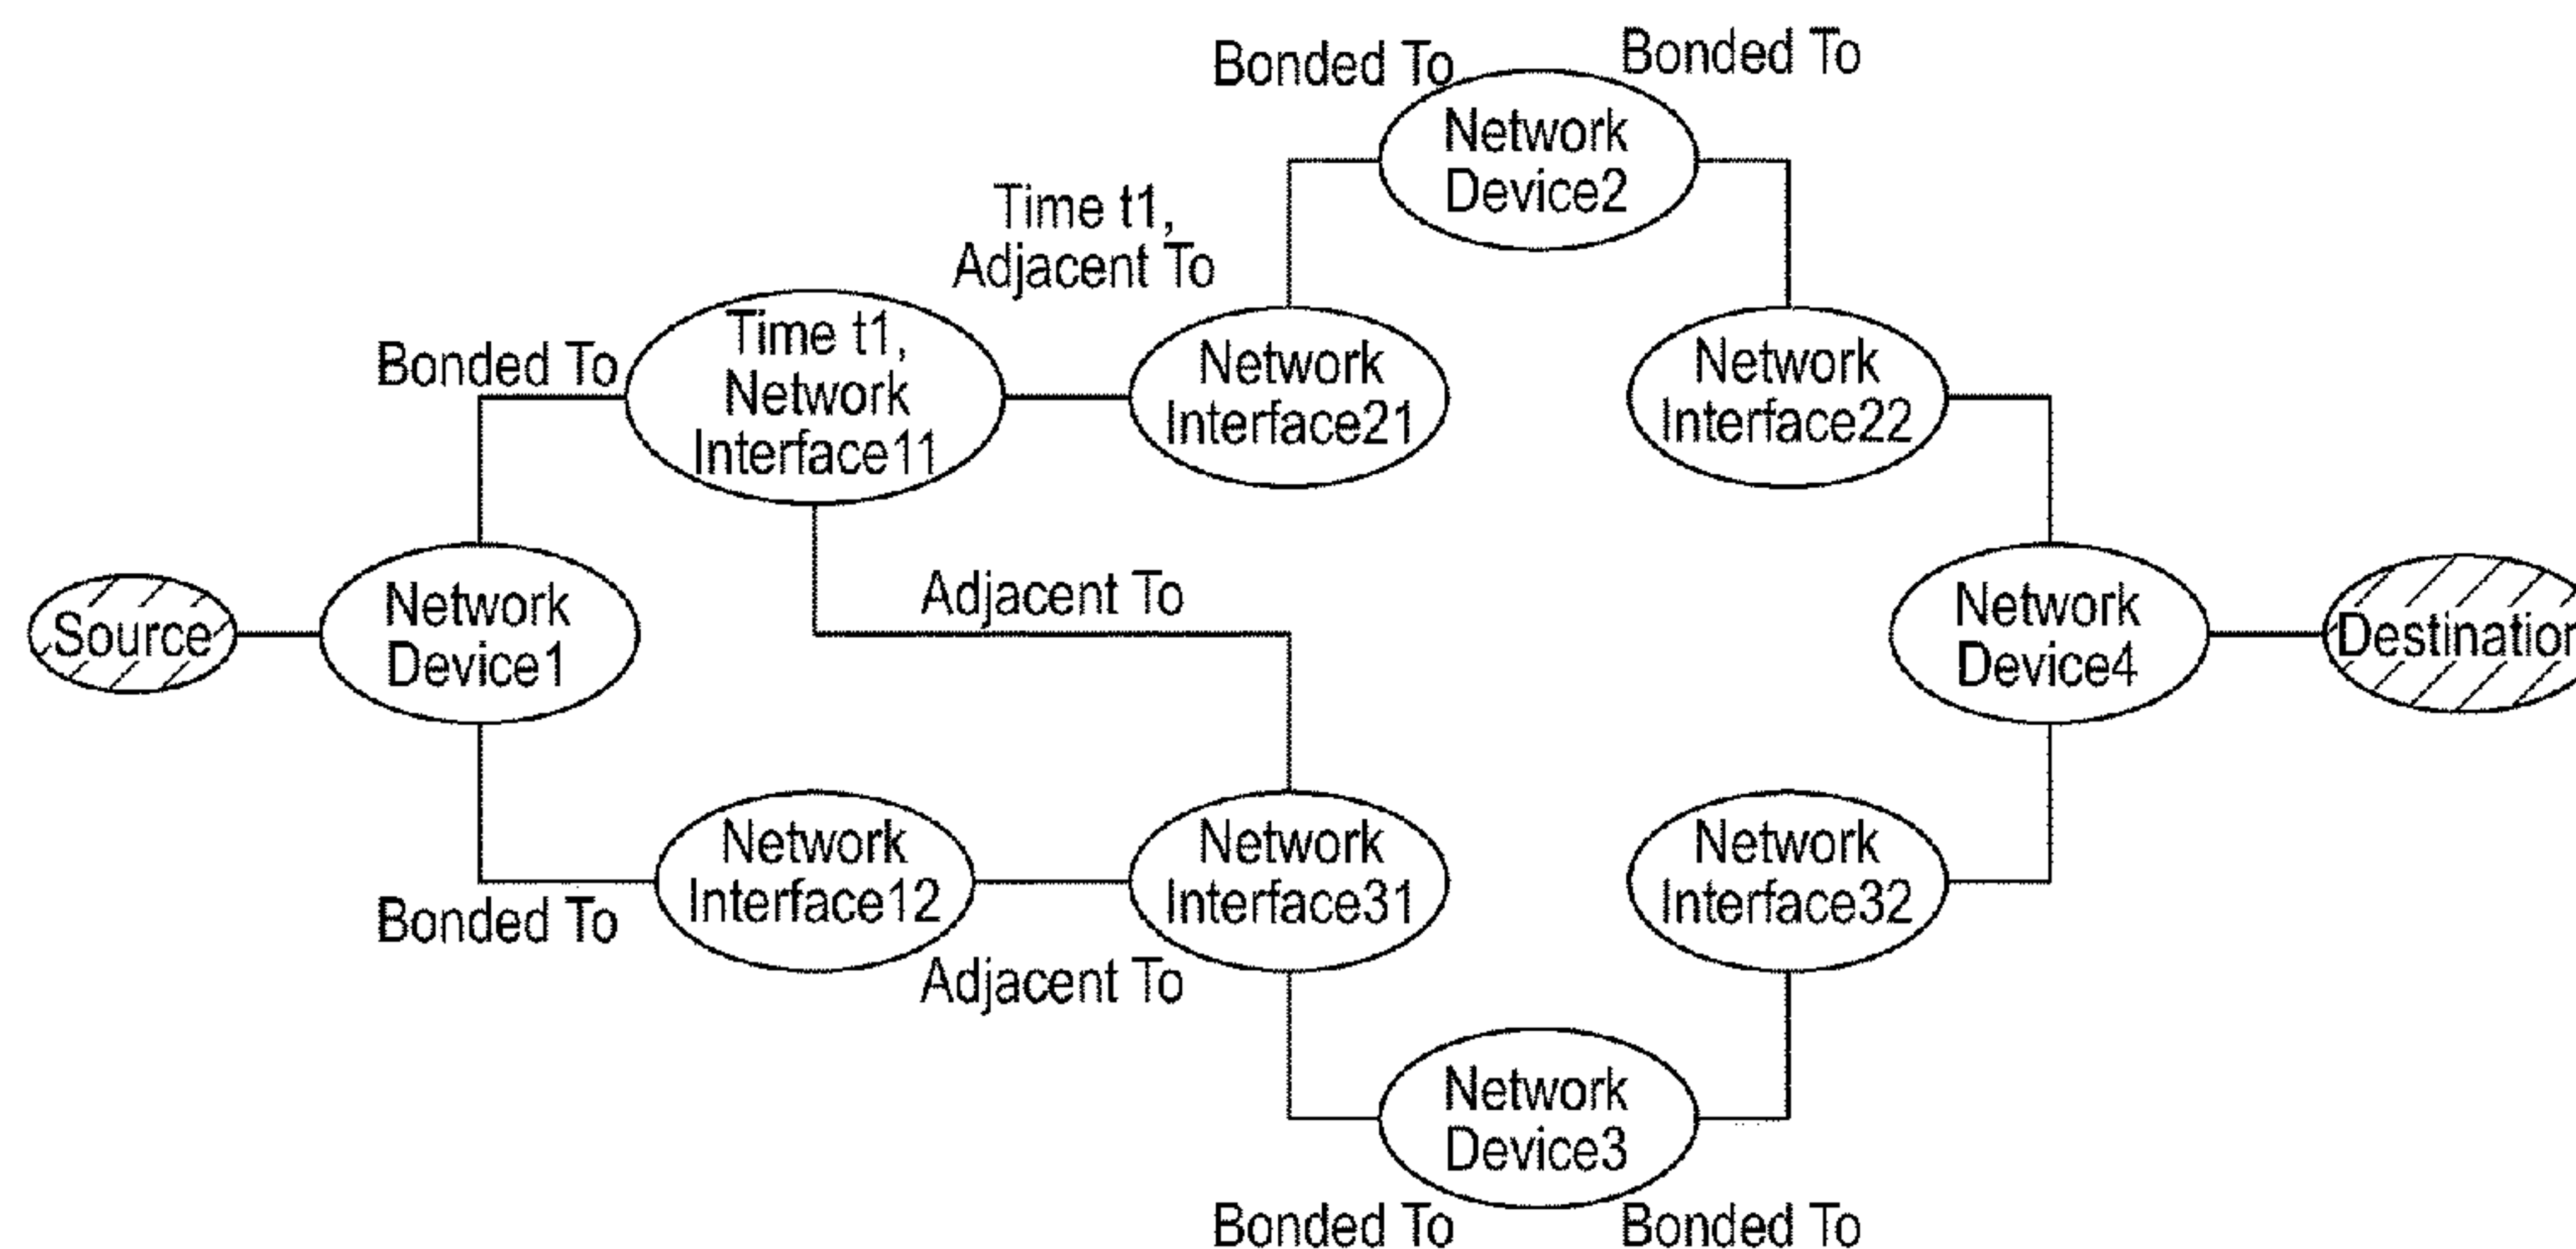 Bonded To
Bonded To
Network
Device2
Time t1,
Adjacent To
Bonded To
Time t1,
Network
Interface11
Network
Interface21
Network
Interface22
Source
Network
Device1
Adjacent To
Network
Device4
Destination
Bonded To
Network
Interface12
Adjacent To
Network
Interface31
Network
Interface32
Network
Device3
Bonded To
Bonded To